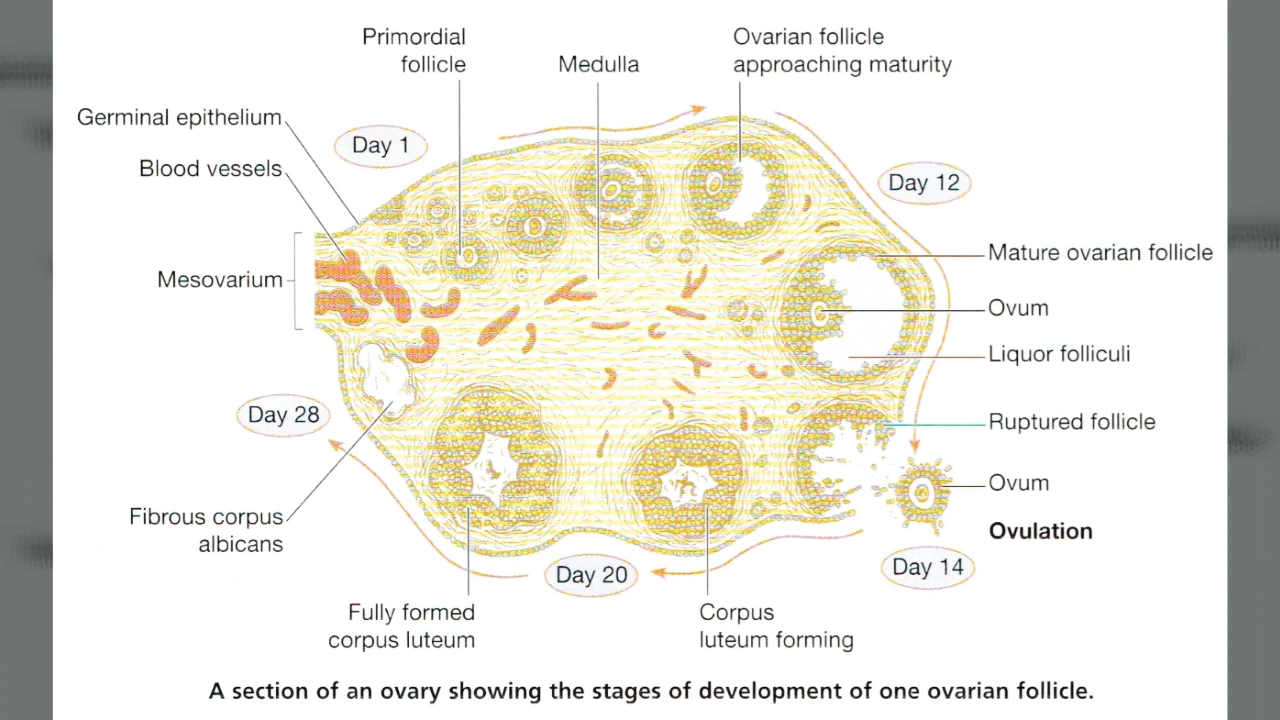 Primordial
follicle
Medulla
Ovarian follicle
approaching maturity
Germinal epithelium
Day 1
Blood vessels
Day 12
Mature ovarian follicle
Mesovarium
Ovum
Liquor folliculi
Day 28
Ruptured follicle
Ovum
Fibrous corpus
albicans
Ovulation
Day 14
Day 20
Fully formed
corpus luteum
Corpus
luteum forming
A section of an ovary showing the stages of development of one ovarian follicle.